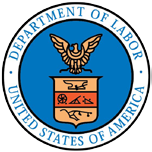 DEPARTMENT OF LABOR
UNITED STATES OF AMERICA